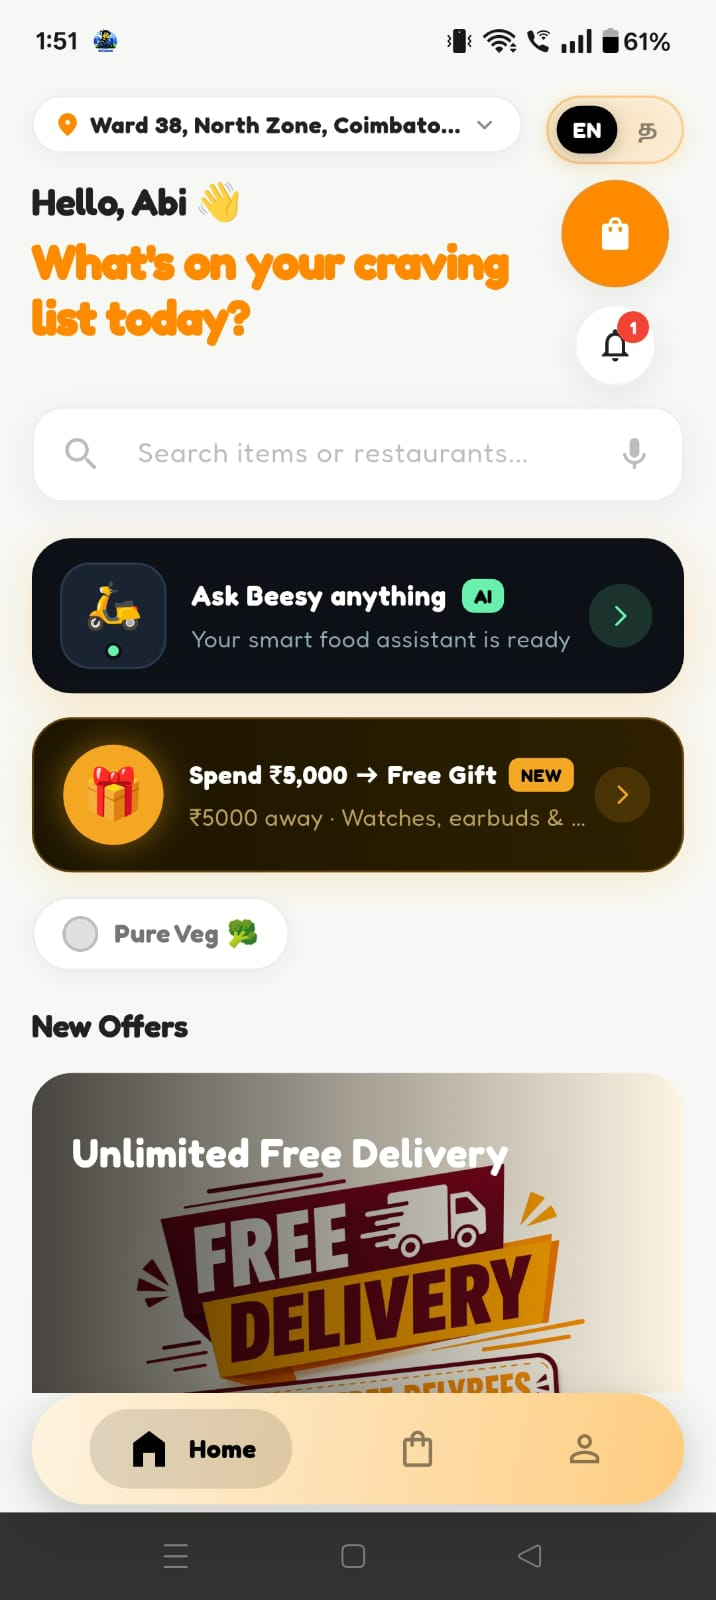 1:51
61%
Ward 38, North Zone, Coimbato...
EN
த
Hello, Abi
What's on your craving
list today?
1
Search items or restaurants...
Ask Beesy anything AI
Your smart food assistant is ready
Spend ₹5,000 → Free Gift NEW
₹5000 away · Watches, earbuds & ...
Pure Veg
New Offers
Unlimited Free Delivery
FREE
DELIVERY
Home